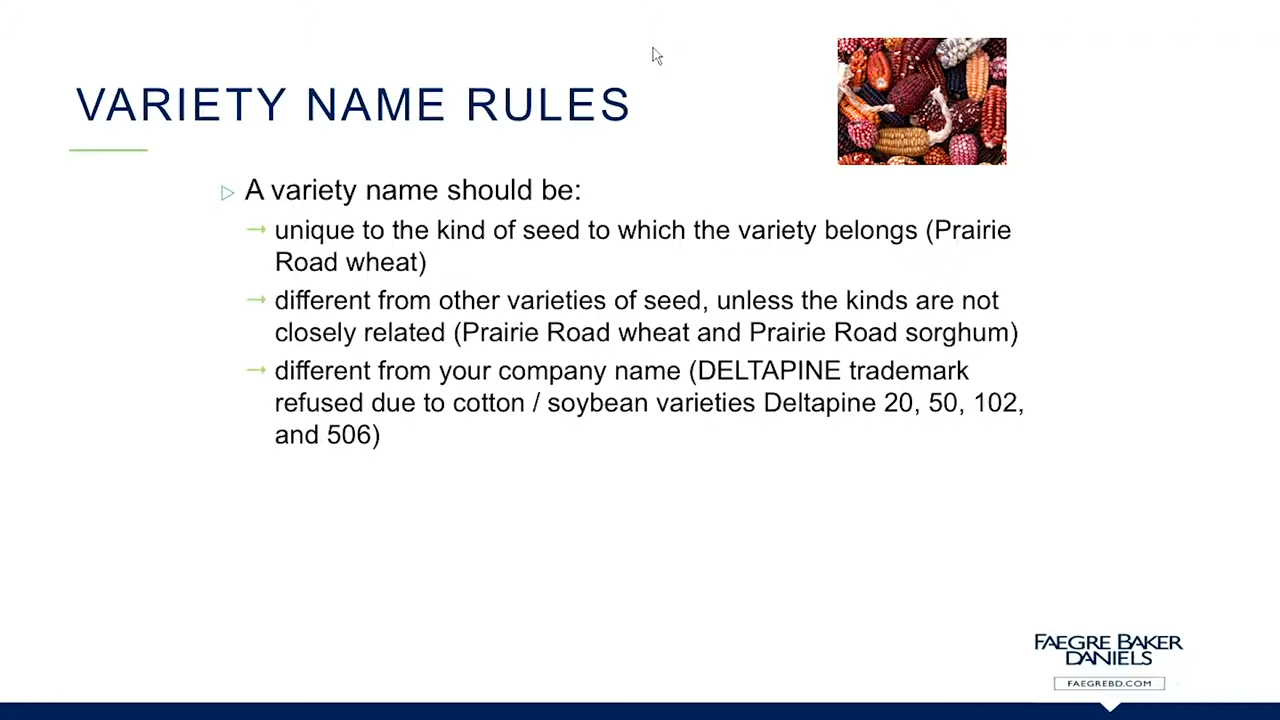 VARIETY NAME RULES
A variety name should be:
unique to the kind of seed to which the variety belongs (Prairie
Road wheat)
different from other varieties of seed, unless the kinds are not
closely related (Prairie Road wheat and Prairie Road sorghum)
different from your company name (DELTAPINE trademark
refused due to cotton / soybean varieties Deltapine 20, 50, 102,
and 506)
FAEGRE BAKER
DANIELS
FAEGREBD.COM